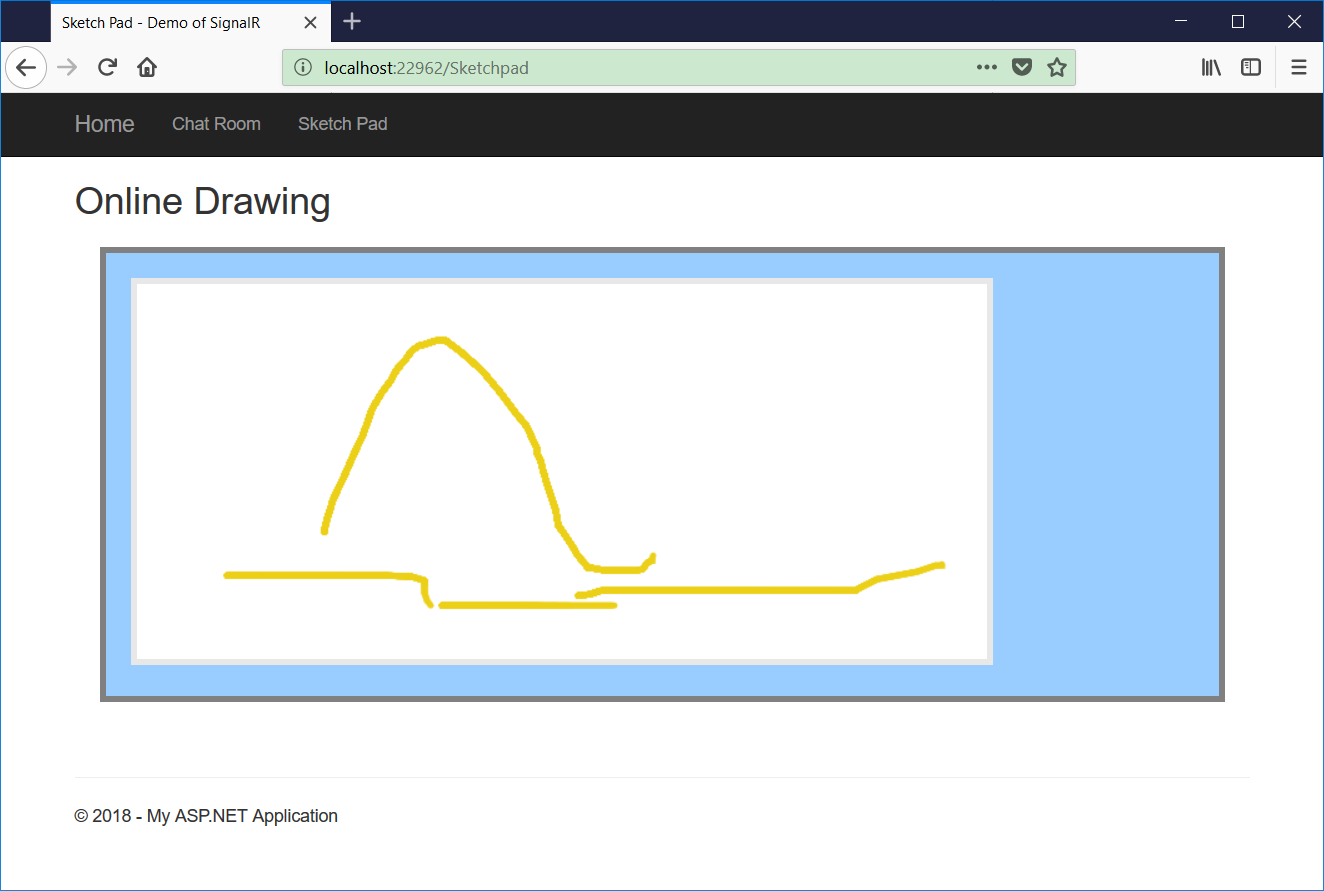 Sketch Pad - Demo of SignalR
localhost:22962/Sketchpad
Home Chat Room Sketch Pad
Online Drawing
© 2018 - My ASP.NET Application